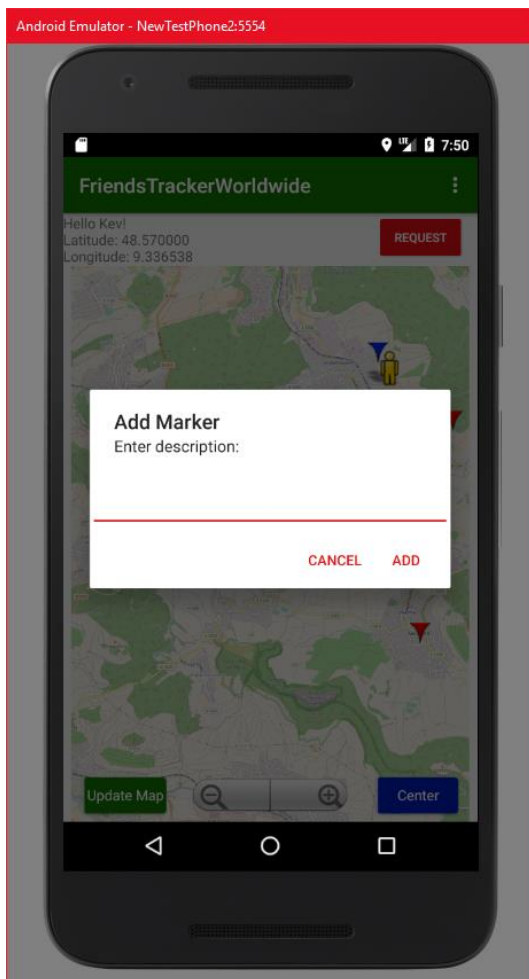 Android Emulator - NewTestPhone2:5554
LTE 7:50
FriendsTrackerWorldwide
Hello Kev!
REQUEST
Latitude: 48.570000
Longitude: 9.336538
Add Marker
Enter description:
CANCEL ADD
Update Map Center